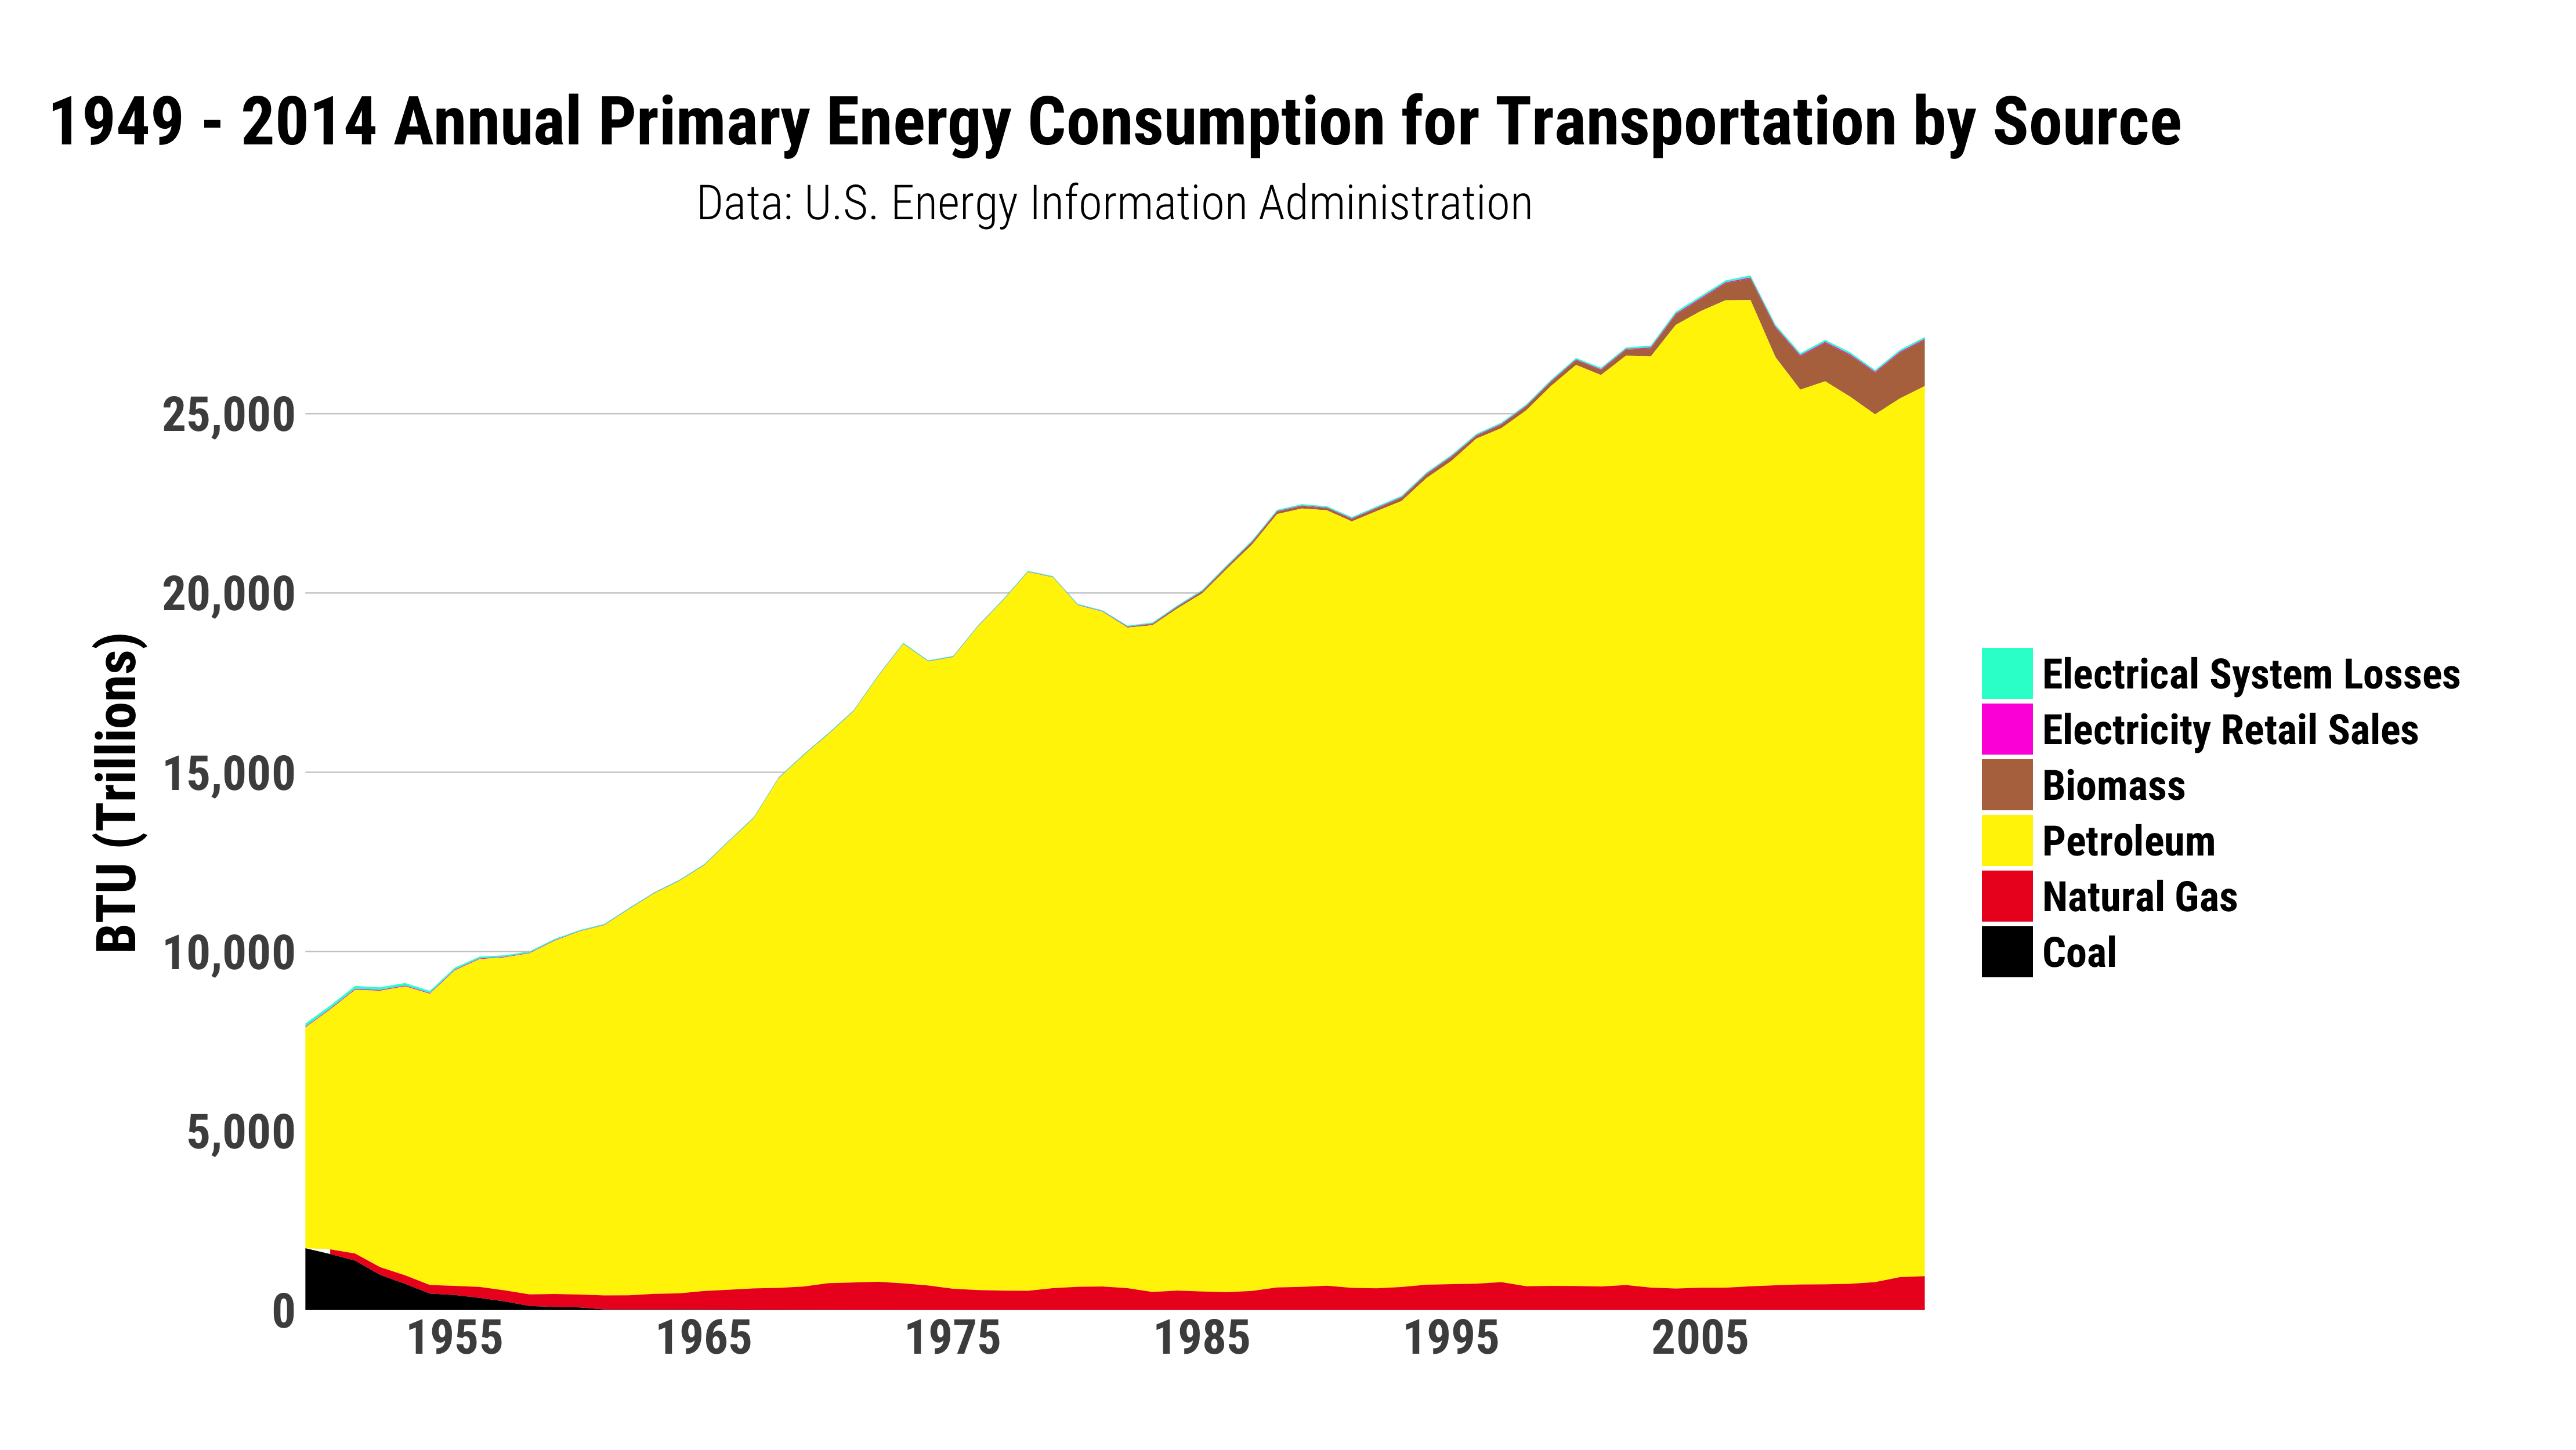 1949 - 2014 Annual Primary Energy Consumption for Transportation by Source
Data: U.S. Energy Information Administration
BTU (Trillions)
25,000
20,000
15,000
10,000
5,000
0
1955 1965 1975 1985 1995 2005
Electrical System Losses
Electricity Retail Sales
Biomass
Petroleum
Natural Gas
Coal